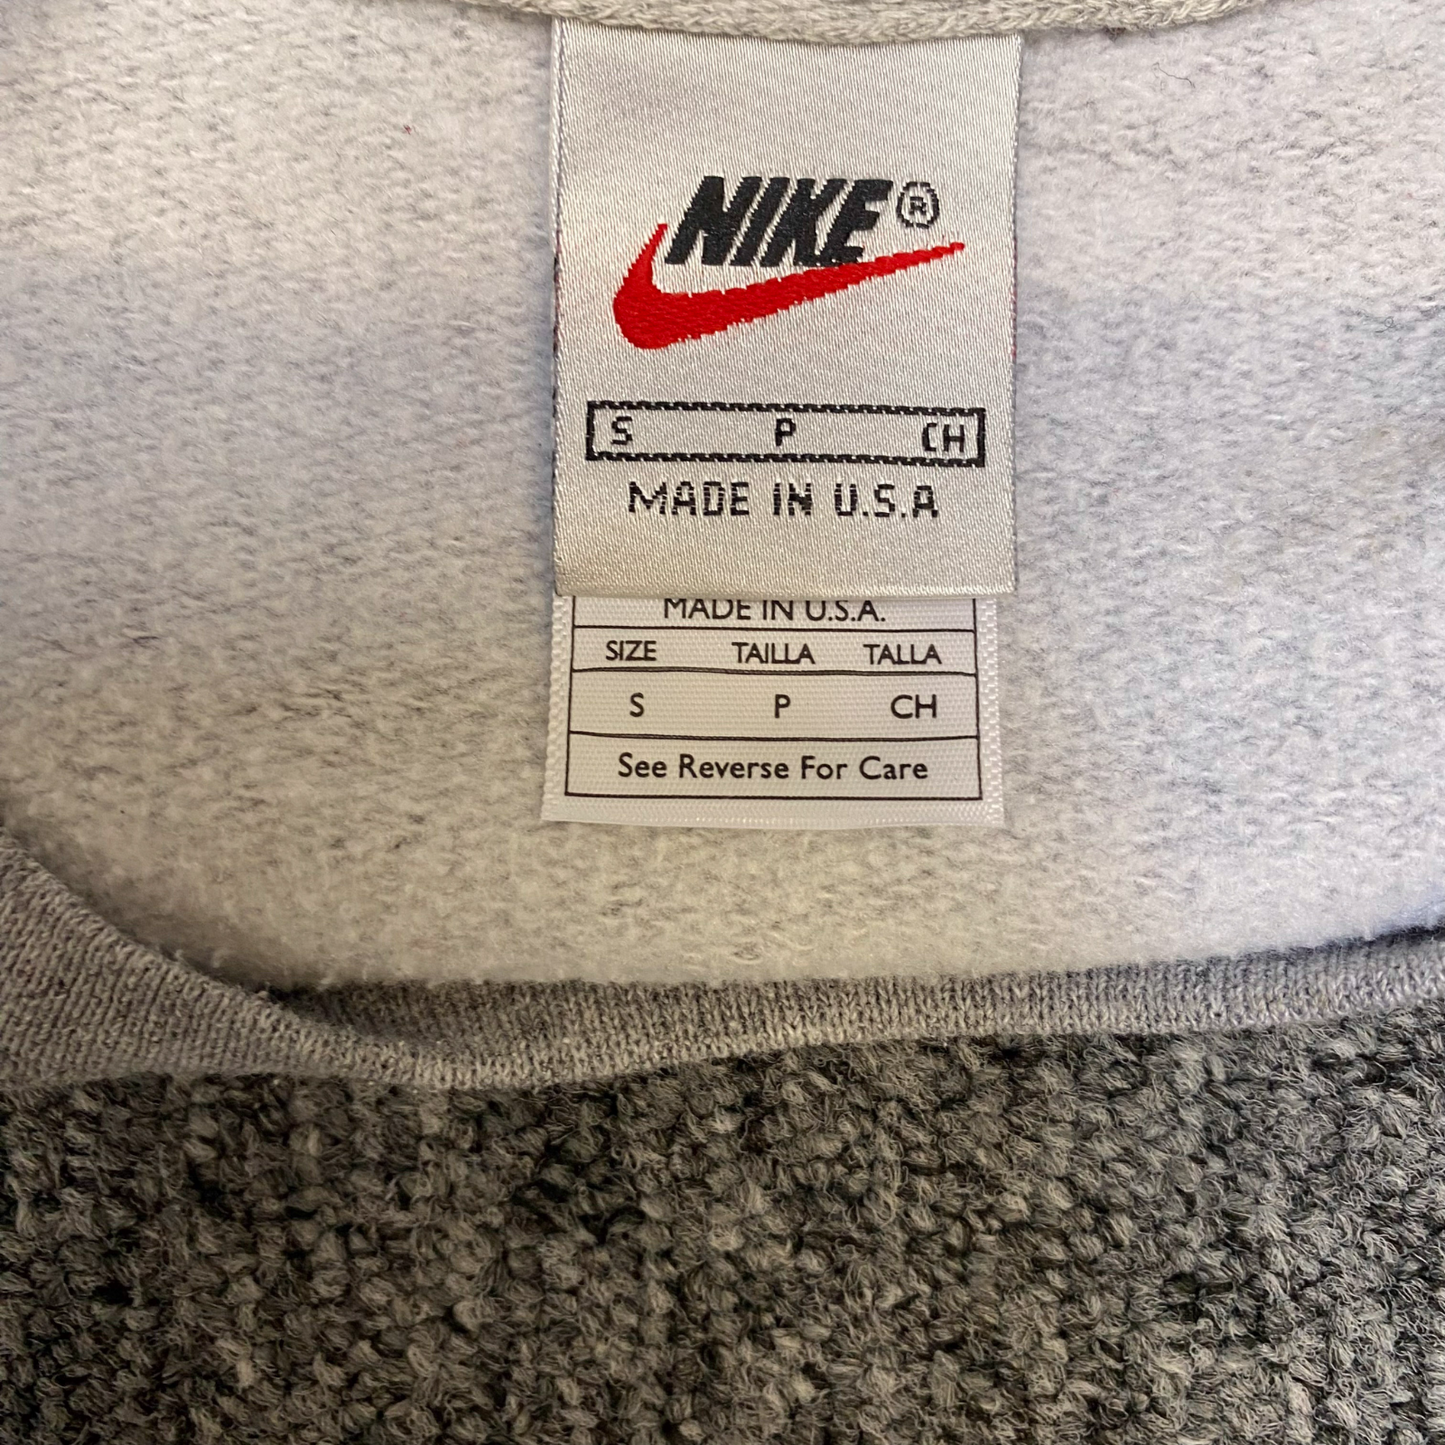 NIKE®
S P CH
MADE IN U.S.A
MADE IN U.S.A.
SIZE TAILLA TALLA
S P CH
See Reverse For Care